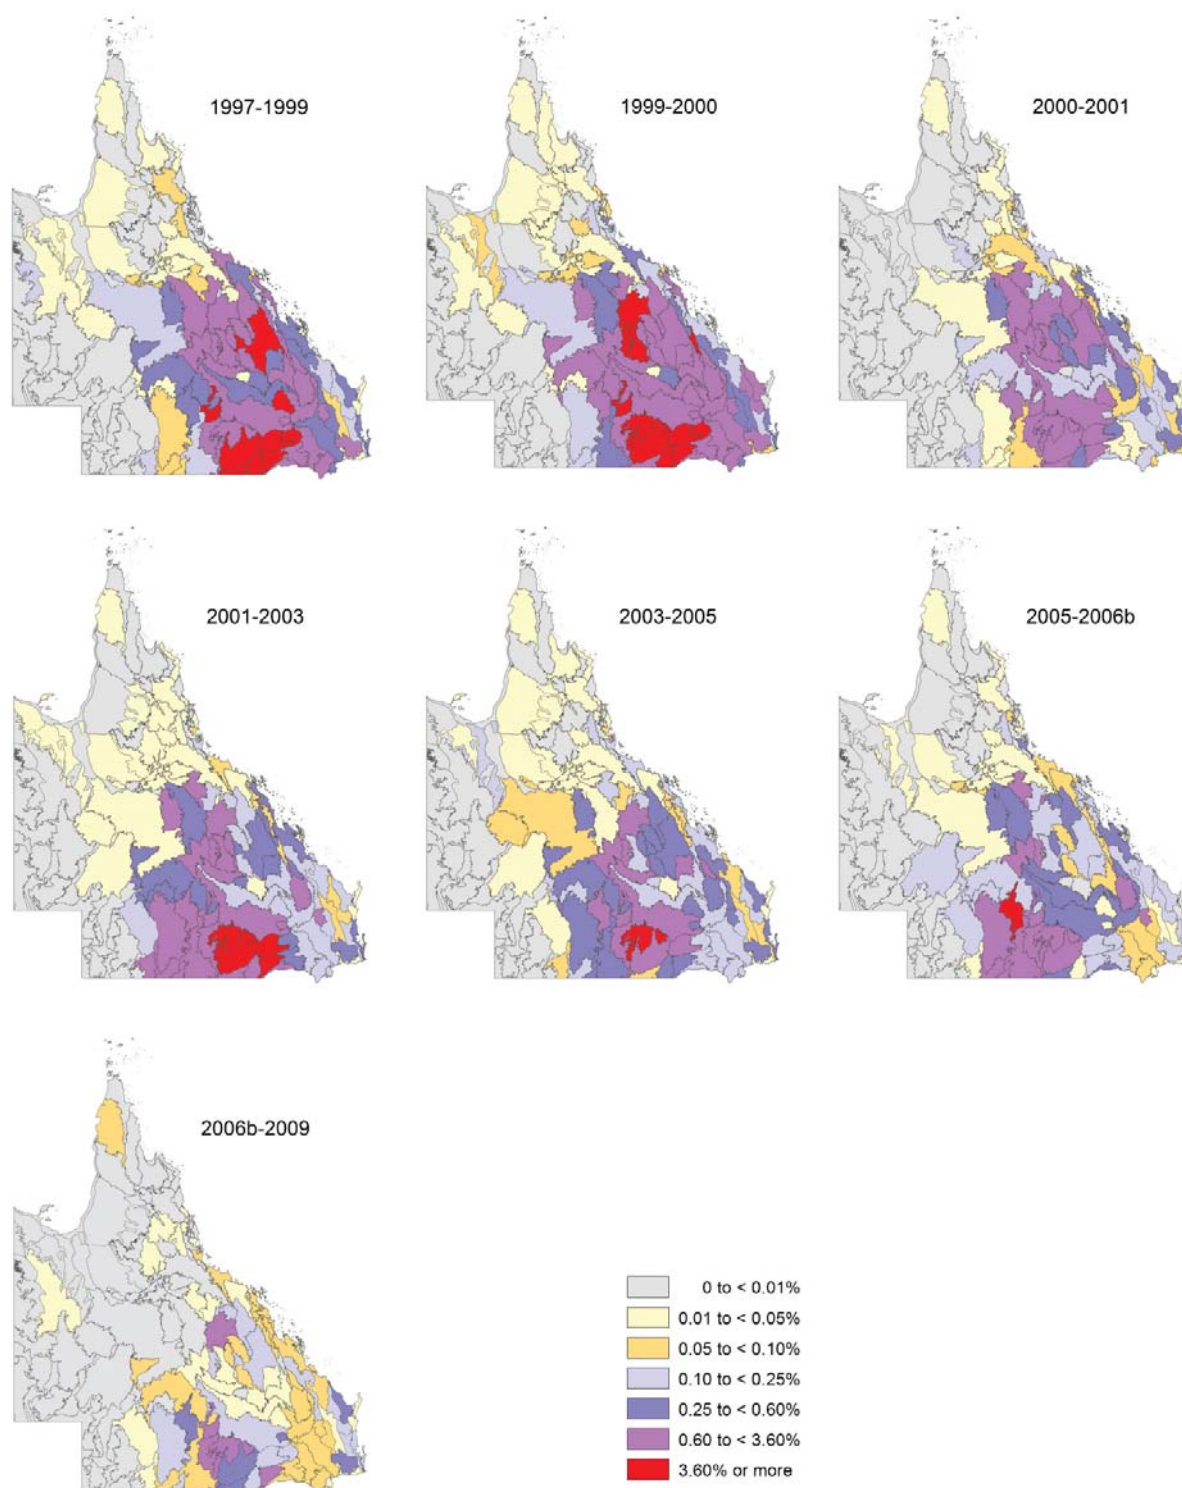 1997-1999
1999-2000
2000-2001
2001-2003
2003-2005
2005-2006b
2006b-2009
0 to < 0.01%
0.01 to < 0.05%
0.05 to < 0.10%
0.10 to < 0.25%
0.25 to < 0.60%
0.60 to < 3.60%
3.60% or more